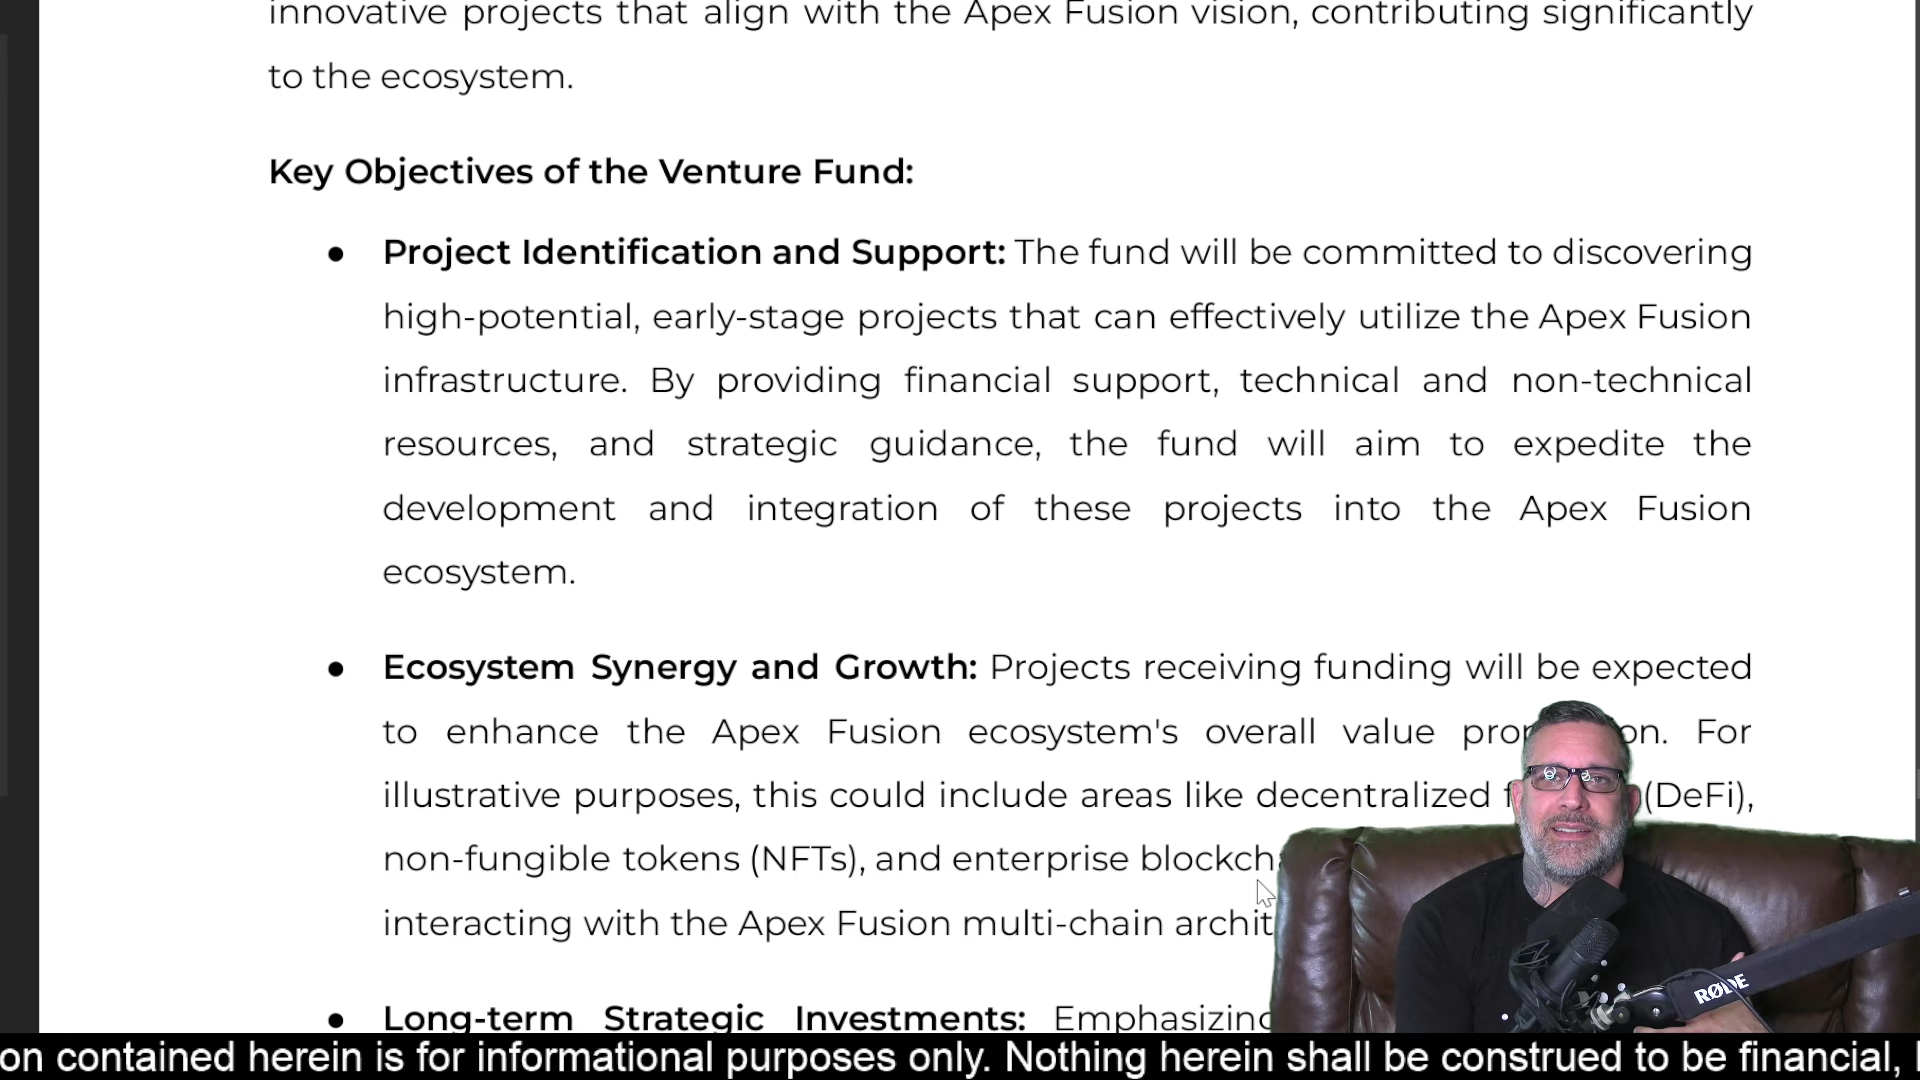 innovative projects that align with the Apex Fusion vision, contributing significantly
to the ecosystem.
Key Objectives of the Venture Fund:
● Project Identification and Support: The fund will be committed to discovering
high-potential, early-stage projects that can effectively utilize the Apex Fusion
infrastructure. By providing financial support, technical and non-technical
resources, and strategic guidance, the fund will aim to expedite the
development and integration of these projects into the Apex Fusion
ecosystem.
● Ecosystem Synergy and Growth: Projects receiving funding will be expected
to enhance the Apex Fusion ecosystem's overall value For
illustrative purposes, this could include areas like decentralized (DeFi),
non-fungible tokens (NFTs), and enterprise
interacting with the Apex Fusion multi-chain
● Long-term Strategic Investments:
RØDE
on contained herein is for informational purposes only. Nothing herein shall be construed to be financial,